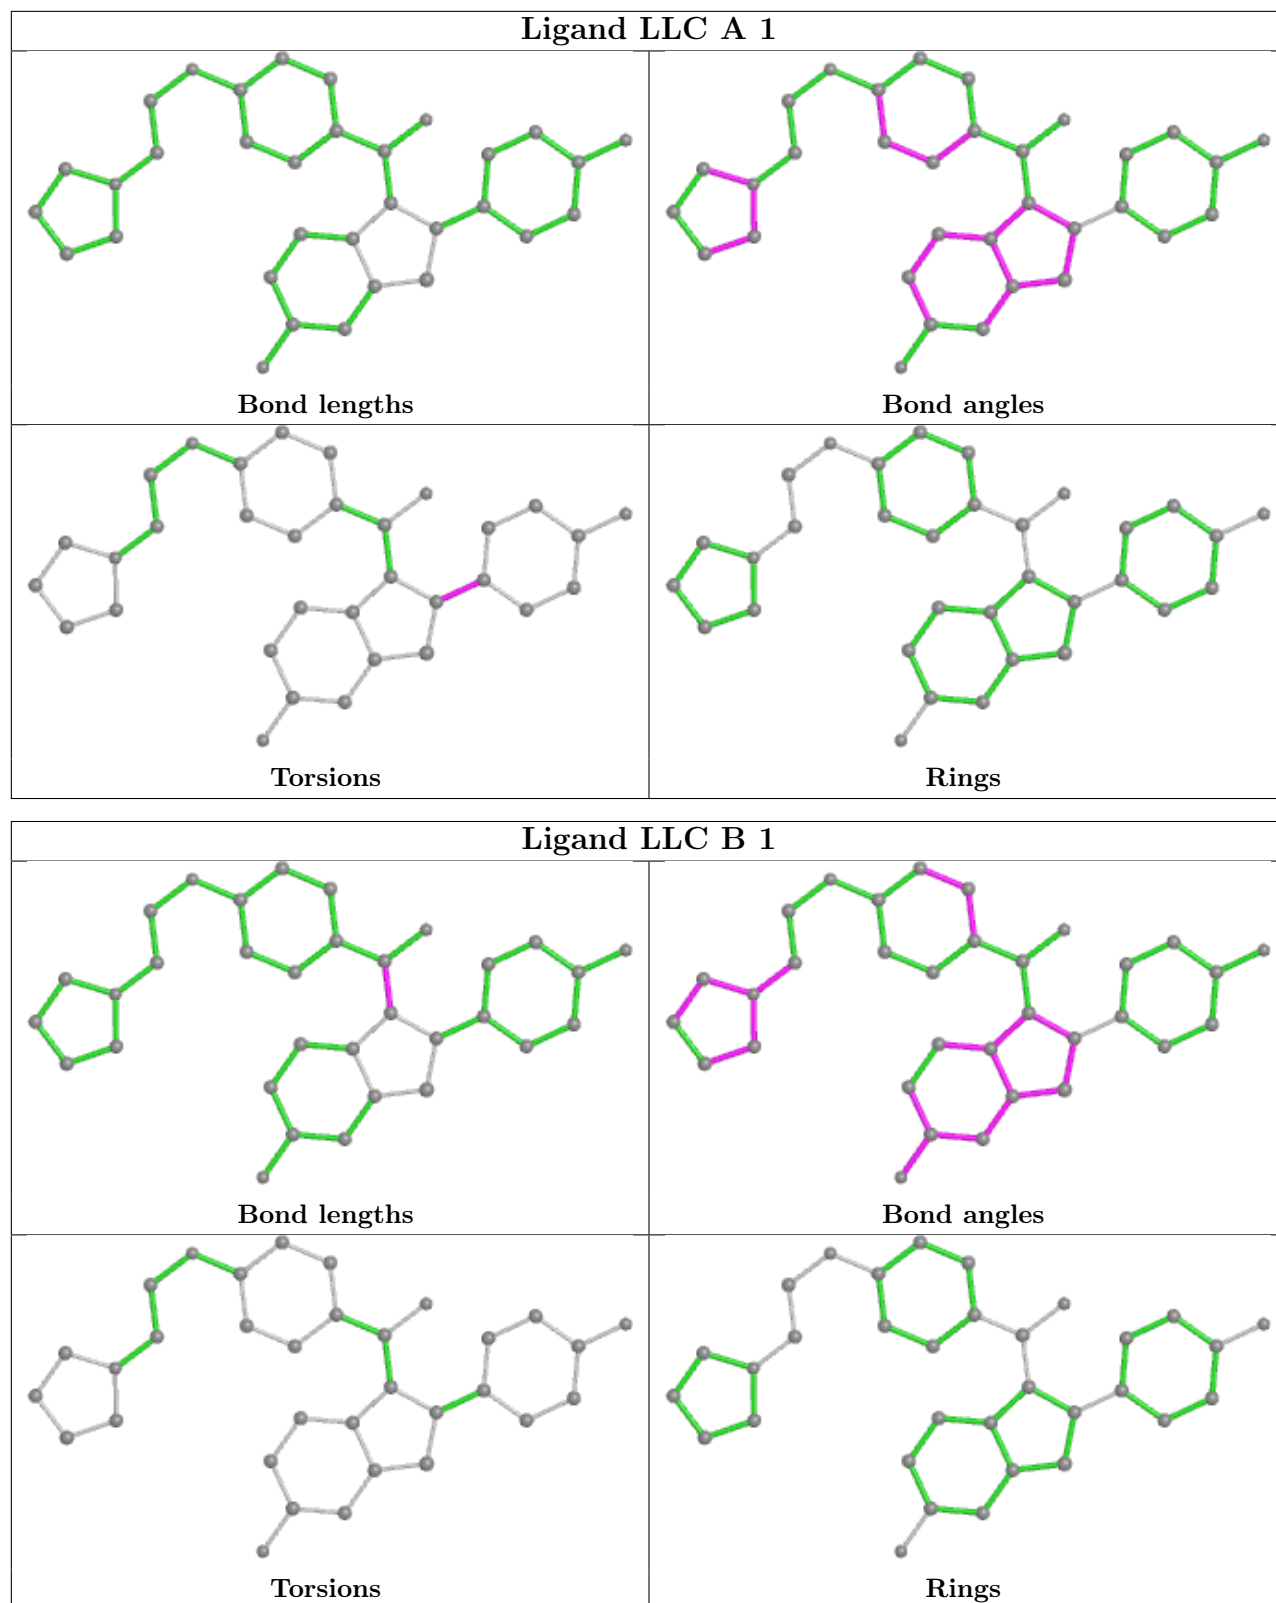 Ligand LLC A 1
Bond lengths
Bond angles
Torsions
Rings
Ligand LLC B 1
Bond lengths
Bond angles
Torsions
Rings